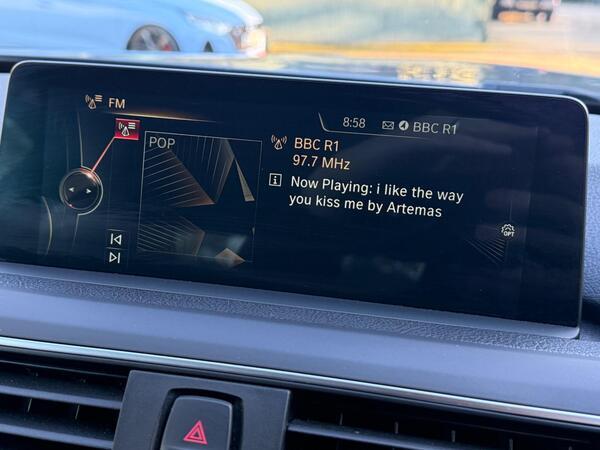 FM
8:58 BBC R1
POP
BBC R1
97.7 MHz
Now Playing: i like the way
you kiss me by Artemas
OPT